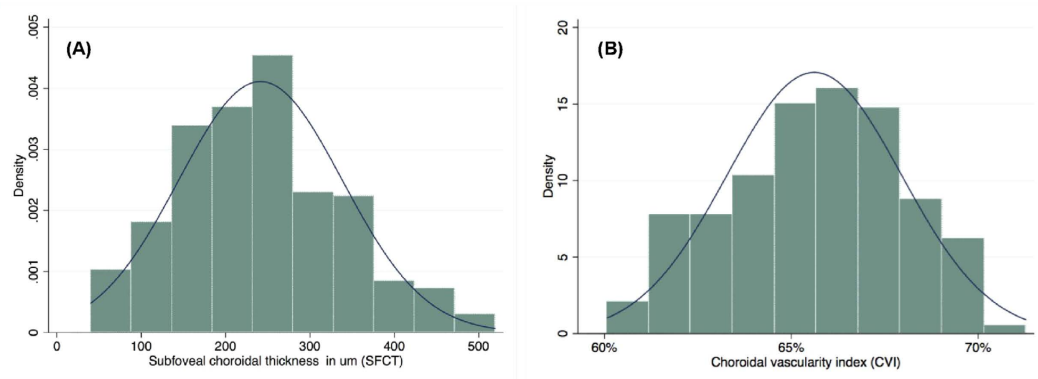 (A)
Density
.005
.004
.003
.002
.001
0
0 100 200 300 400 500
Subfoveal choroidal thickness in um (SFCT)
(B)
Density
20
15
10
5
0
60% 65% 70%
Choroidal vascularity index (CVI)